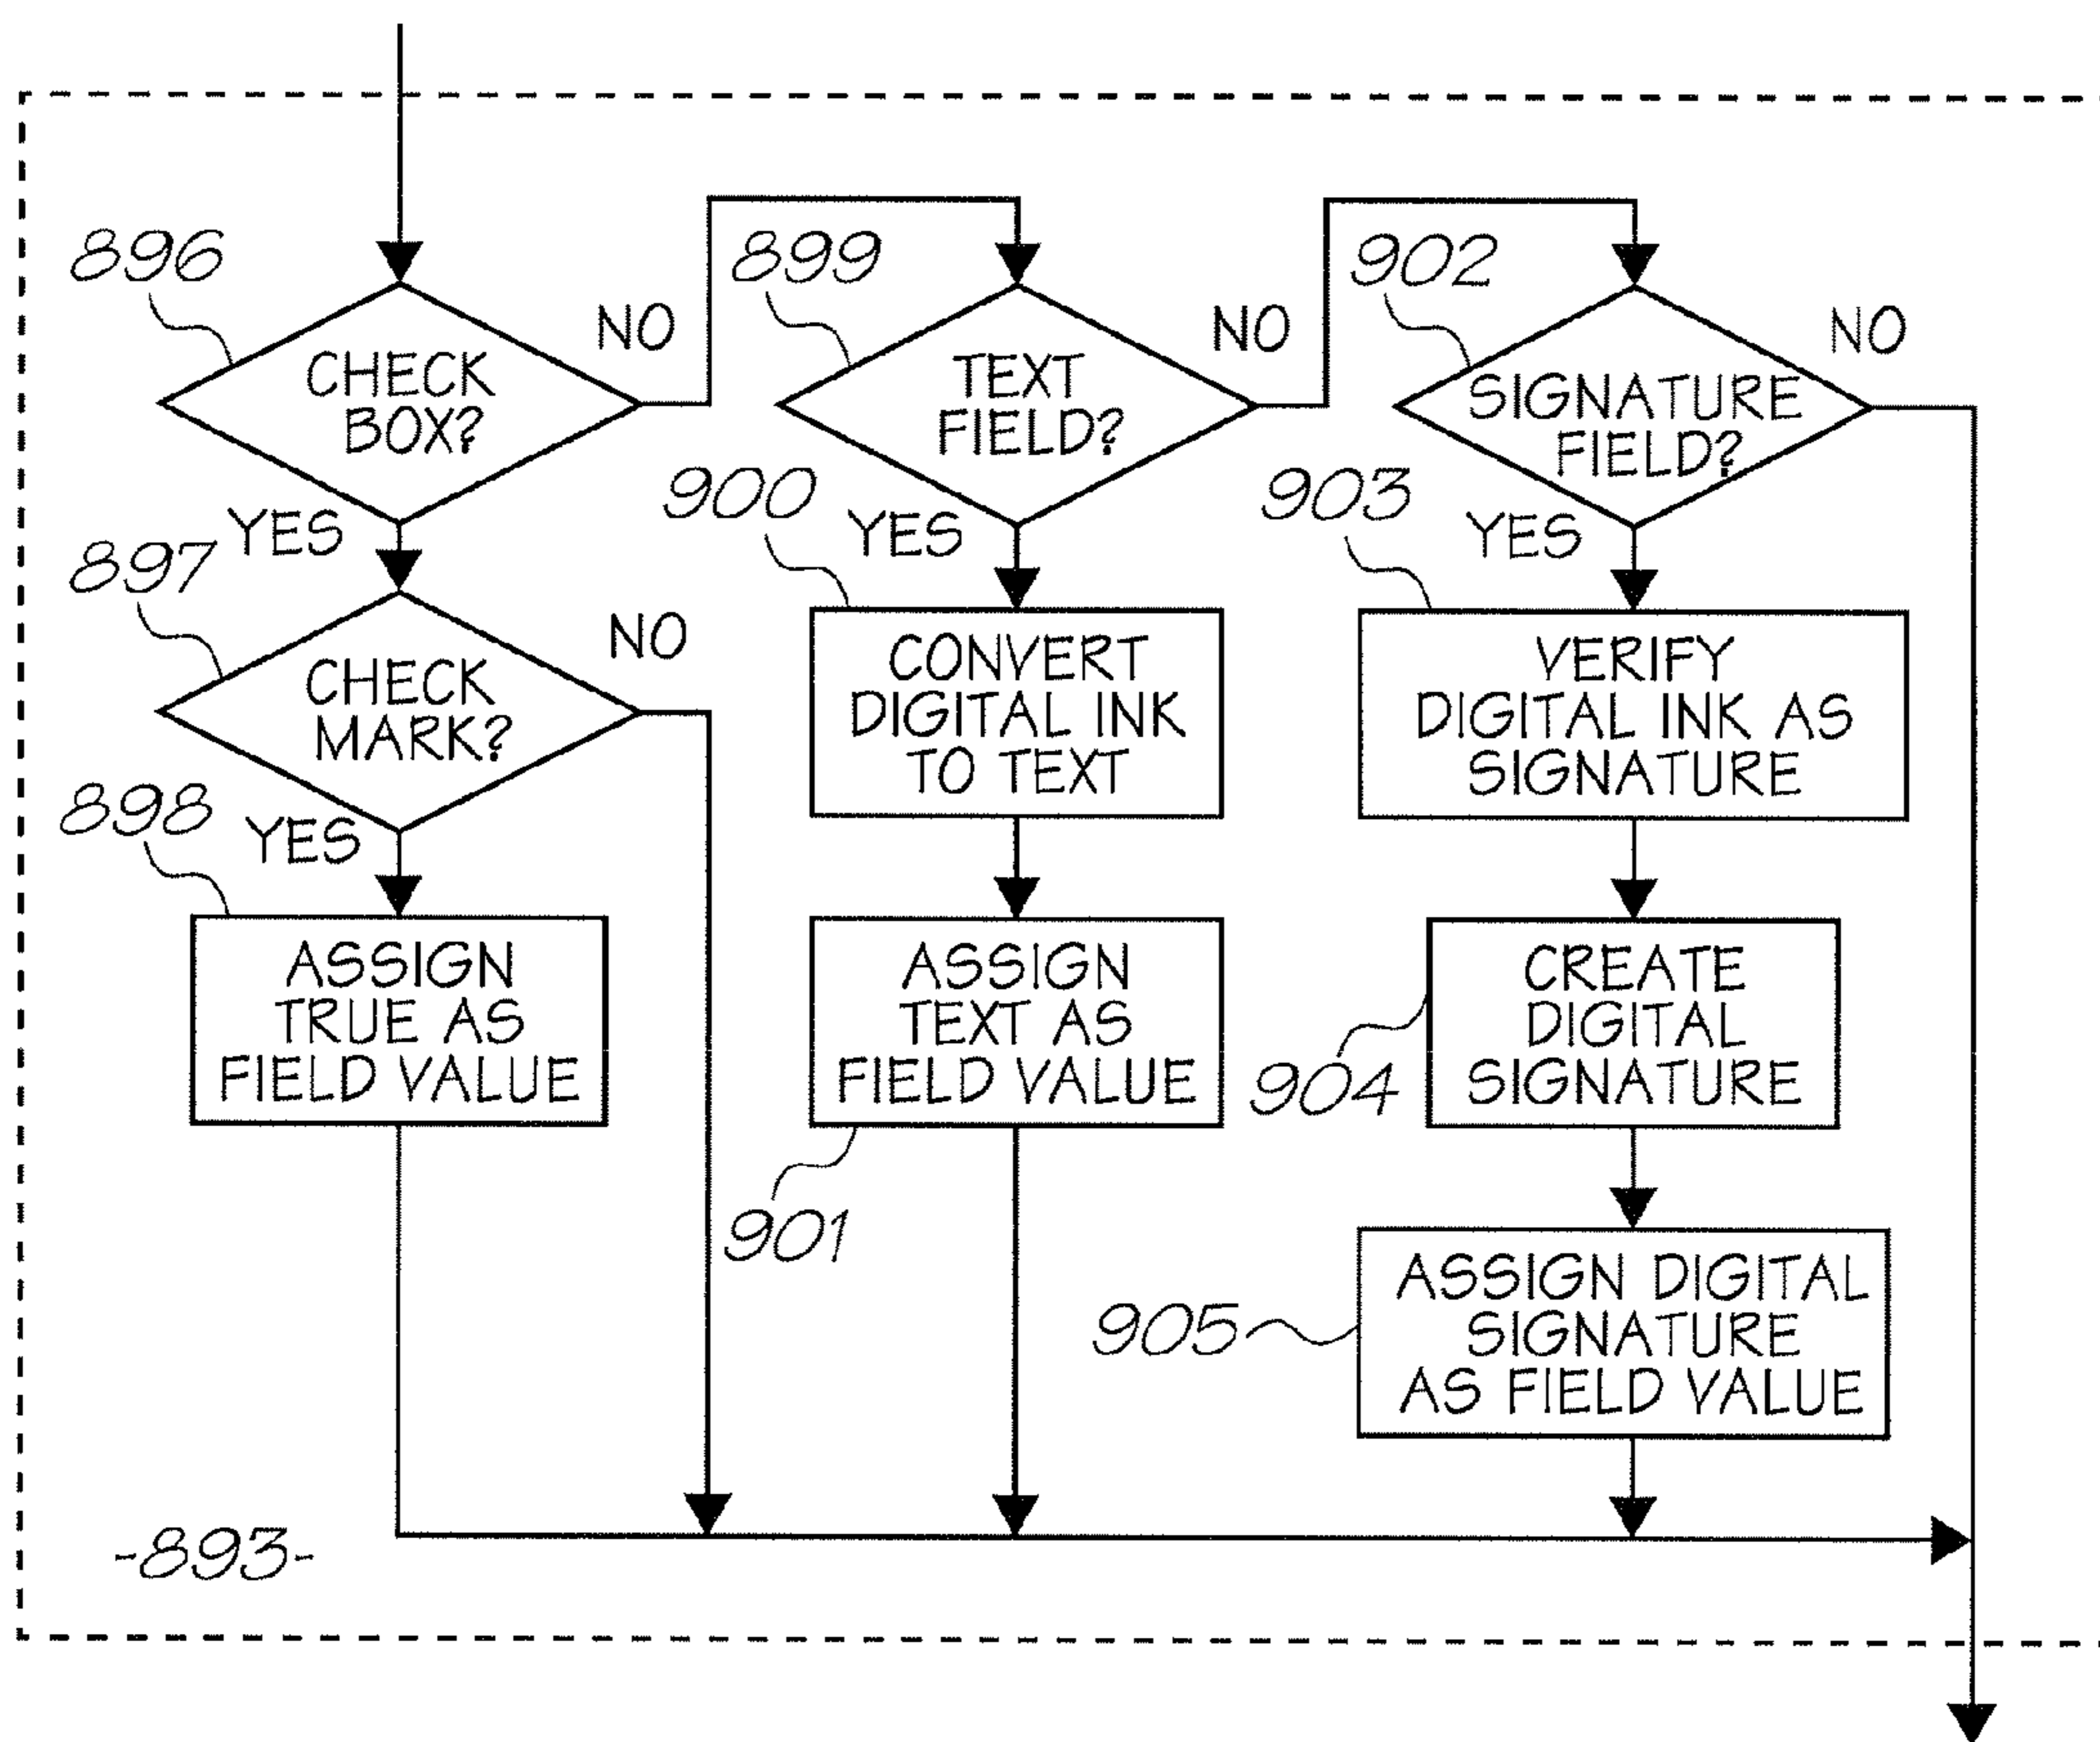 896
CHECK
BOX?
NO
YES
897
CHECK
MARK?
NO
YES
898
ASSIGN
TRUE AS
FIELD VALUE
899
TEXT
FIELD?
NO
YES
900
CONVERT
DIGITAL INK
TO TEXT
ASSIGN
TEXT AS
FIELD VALUE
901
902
SIGNATURE
FIELD?
NO
YES
903
VERIFY
DIGITAL INK AS
SIGNATURE
CREATE
DIGITAL
SIGNATURE
904
ASSIGN DIGITAL
SIGNATURE
AS FIELD VALUE
905
-893-